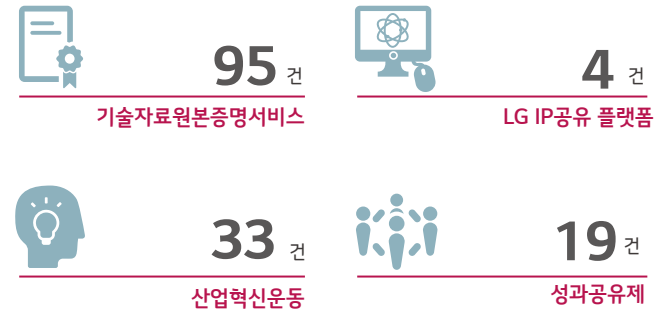 95 건
기술자료원본증명서비스
4 건
LG IP공유 플랫폼
33 건
산업혁신운동
19 건
성과공유제